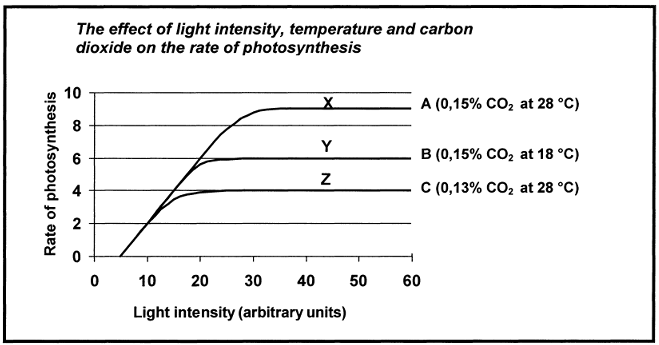 The effect of light intensity, temperature and carbon
dioxide on the rate of photosynthesis
Rate of photosynthesis
10
8
6
4
2
0
X
Y
Z
A (0,15% CO₂ at 28 °C)
B (0,15% CO₂ at 18 °C)
C (0,13% CO₂ at 28 °C)
0 10 20 30 40 50 60
Light intensity (arbitrary units)